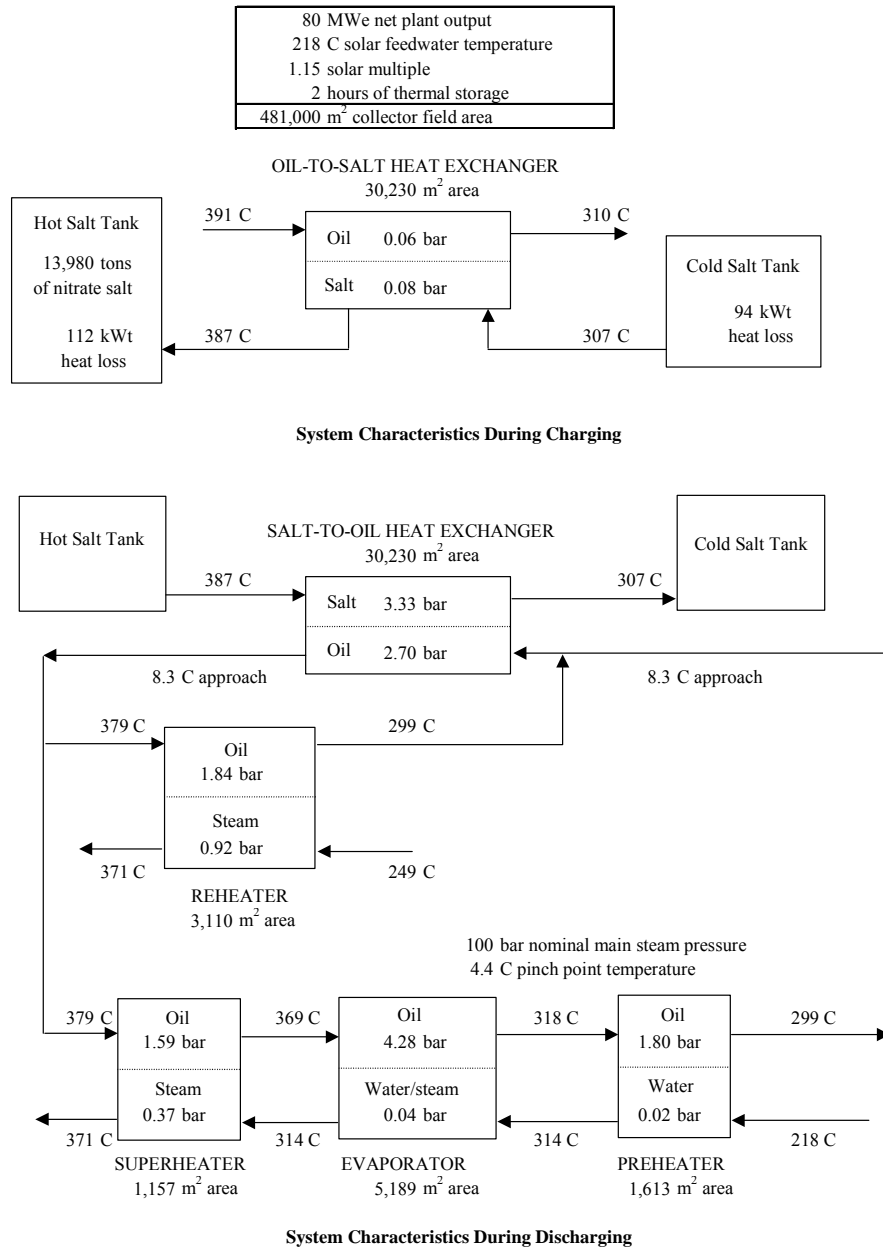 80 MWe net plant output
218 C solar feedwater temperature
1.15 solar multiple
2 hours of thermal storage
481,000 m² collector field area
OIL-TO-SALT HEAT EXCHANGER
30,230 m² area
Hot Salt Tank
13,980 tons
of nitrate salt
112 kWt
heat loss
391 C
Oil 0.06 bar
Salt 0.08 bar
310 C
387 C
307 C
Cold Salt Tank
94 kWt
heat loss
System Characteristics During Charging
Hot Salt Tank
SALT-TO-OIL HEAT EXCHANGER
30,230 m² area
Cold Salt Tank
387 C
Salt 3.33 bar
Oil 2.70 bar
307 C
8.3 C approach
8.3 C approach
379 C
Oil
1.84 bar
Steam
0.92 bar
299 C
371 C
249 C
REHEATER
3,110 m² area
100 bar nominal main steam pressure
4.4 C pinch point temperature
379 C
Oil
1.59 bar
Steam
0.37 bar
369 C
Oil
4.28 bar
Water/steam
0.04 bar
318 C
Oil
1.80 bar
Water
0.02 bar
299 C
371 C
314 C
314 C
218 C
SUPERHEATER
1,157 m² area
EVAPORATOR
5,189 m² area
PREHEATER
1,613 m² area
System Characteristics During Discharging